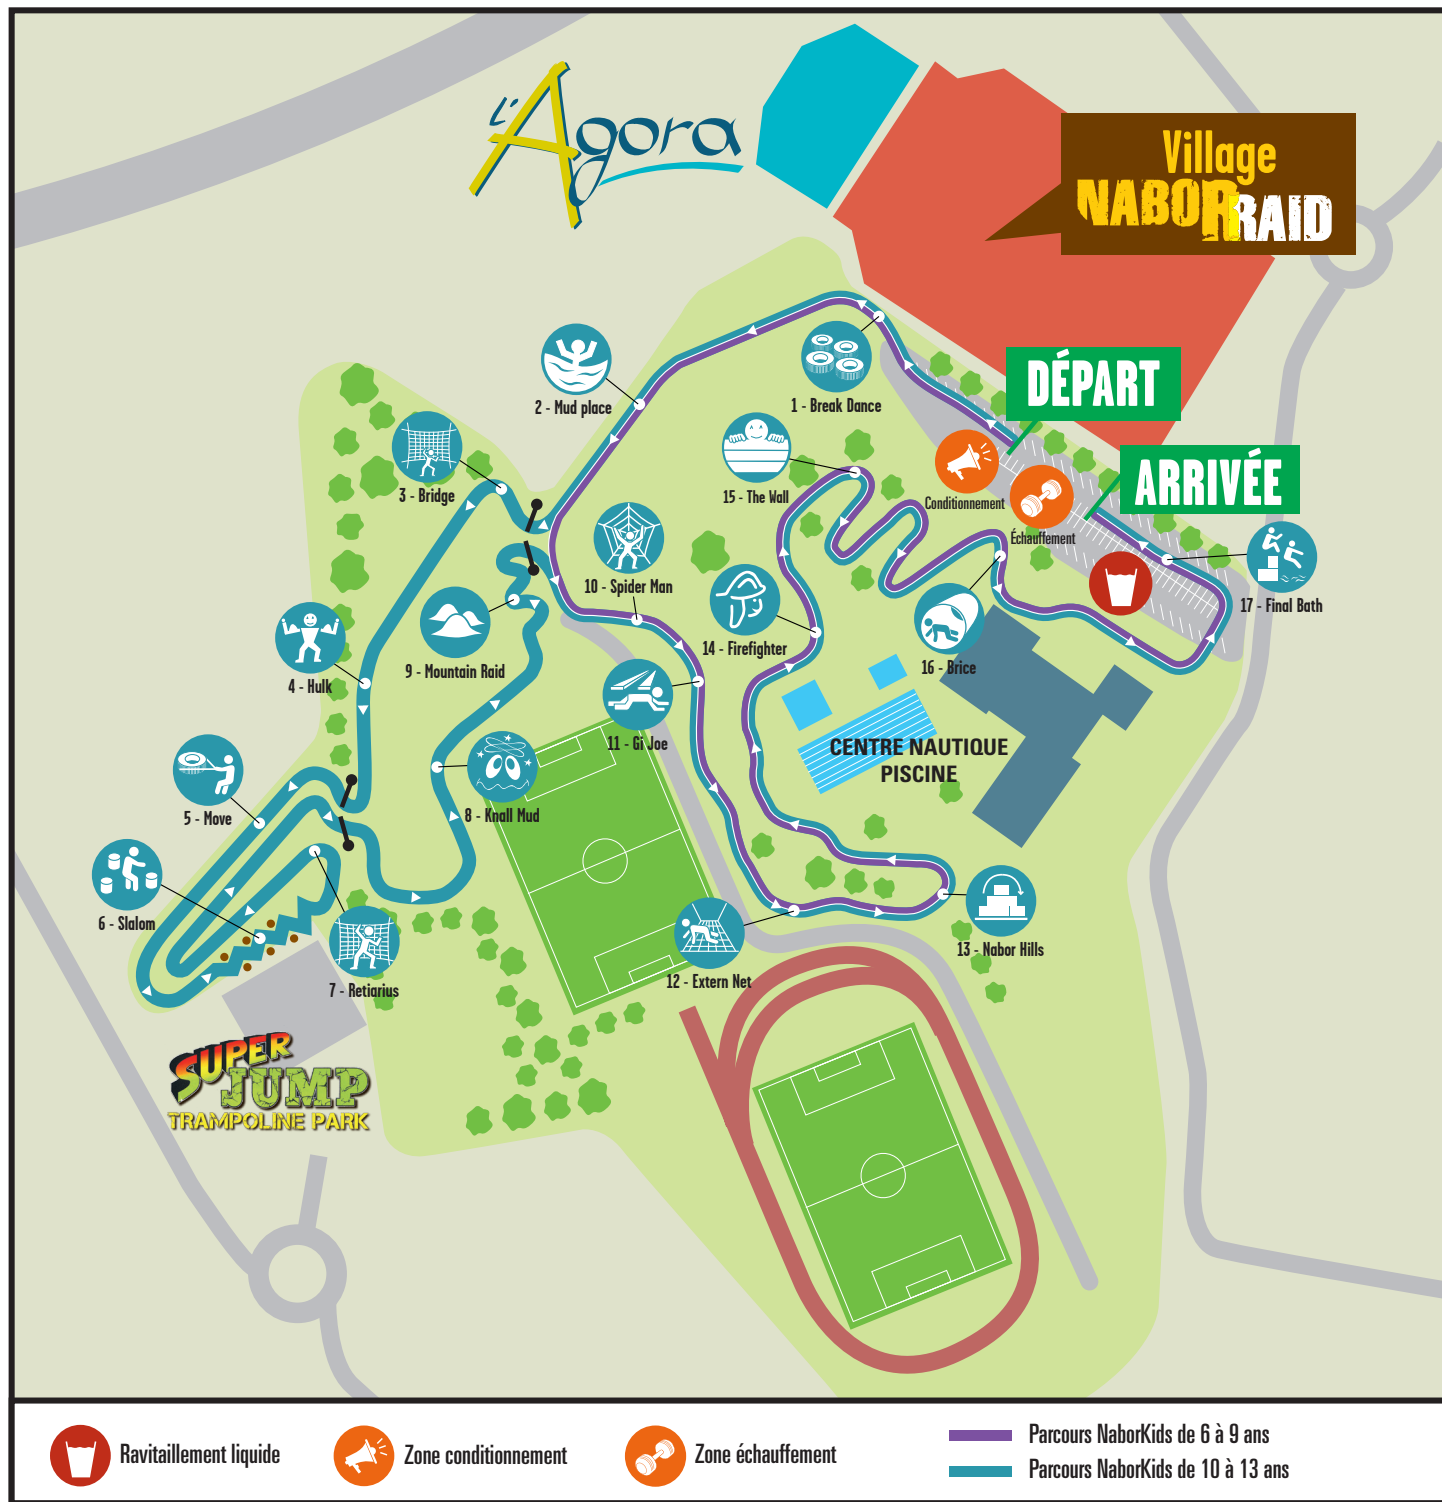 l'Agora
Village
NABORRAID
DÉPART
ARRIVÉE
1 - Break Dance
2 - Mud place
3 - Bridge
15 - The Wall
Conditionnement
Échauffement
10 - Spider Man
17 - Final Bath
14 - Firefighter
9 - Mountain Raid
16 - Brice
4 - Hulk
11 - Gi Joe
CENTRE NAUTIQUE
PISCINE
5 - Move
8 - Knall Mud
6 - Slalom
13 - Nabor Hills
12 - Extern Net
7 - Retiarius
SUPER
JUMP
TRAMPOLINE PARK
Ravitaillement liquide
Zone conditionnement
Zone échauffement
Parcours NaborKids de 6 à 9 ans
Parcours NaborKids de 10 à 13 ans